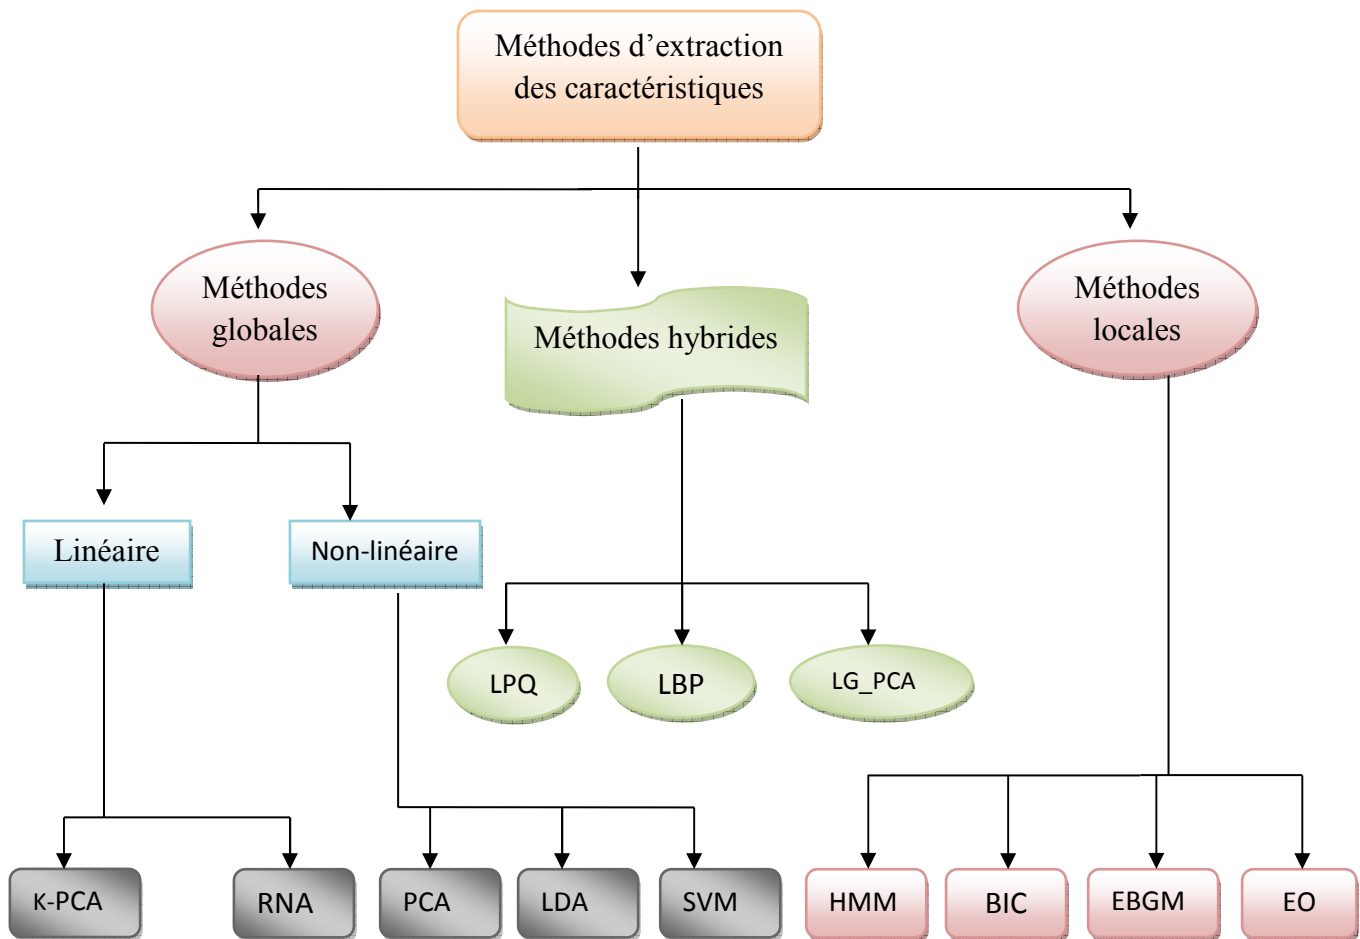 Méthodes d’extraction
des caractéristiques
Méthodes
globales
Méthodes hybrides
Méthodes
locales
Linéaire
Non-linéaire
LPQ
LBP
LG_PCA
K-PCA
RNA
PCA
LDA
SVM
HMM
BIC
EBGM
EO